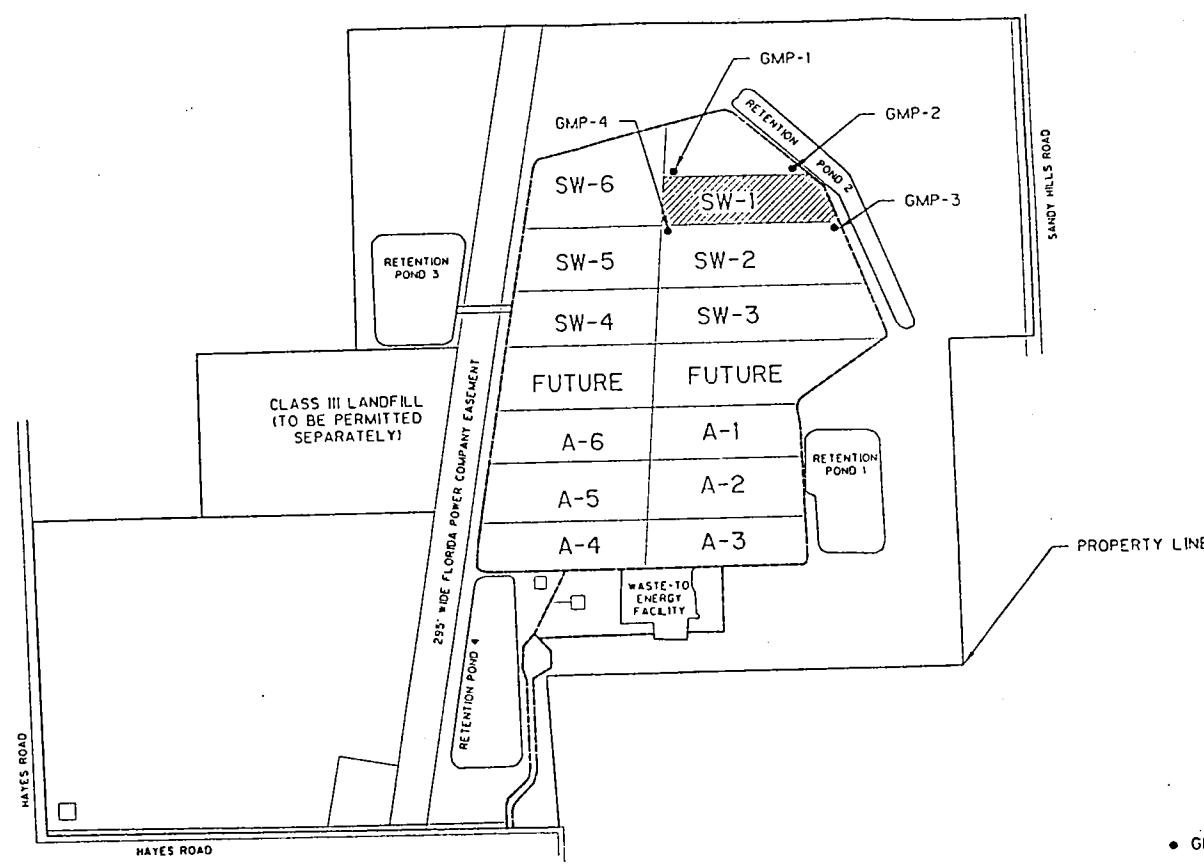 GMP-1
GMP-4
RETENTION
POND 2
GMP-2
SW-6
SW-1
GMP-3
SANDY HILLS ROAD
RETENTION
POND 3
SW-5
SW-2
SW-4
SW-3
FUTURE
FUTURE
CLASS III LANDFILL
(TO BE PERMITTED
SEPARATELY)
295' WIDE FLORIDA POWER COMPANY EASEMENT
A-6
A-1
RETENTION
POND 1
A-5
A-2
A-4
A-3
PROPERTY LINE
WASTE-TO
ENERGY
FACILITY
RETENTION POND 4
HAYES ROAD
HAYES ROAD